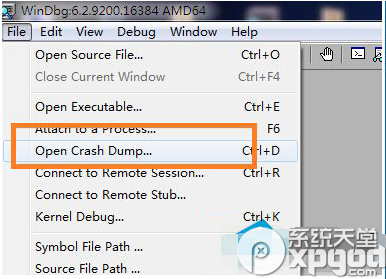 WinDbg:6.2.9200.16384 AMD64
File Edit View Debug Window Help
Open Source File... Ctrl+O
Close Current Window Ctrl+F4
Open Executable... Ctrl+E
Attach to a Process... F6
Open Crash Dump... Ctrl+D
Connect to Remote Session... Ctrl+R
Connect to Remote Stub...
Kernel Debug... Ctrl+K
Symbol File Path ...
Source File Path ...
系统天堂
xpgod.com